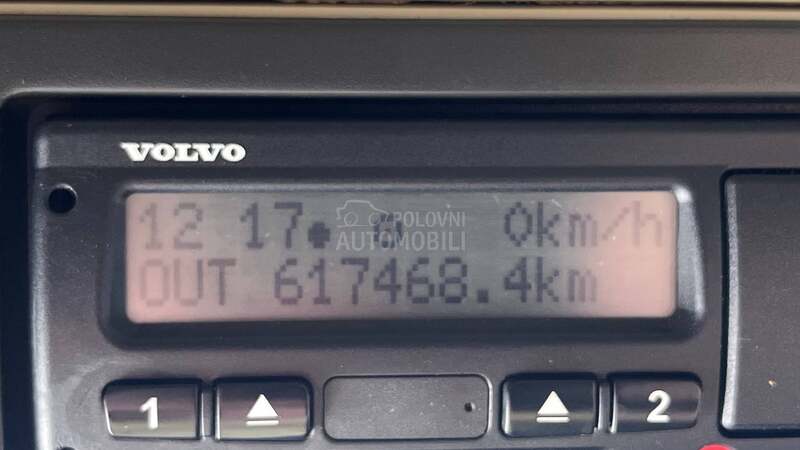 VOLVO
12 17 0km/h
POLOVNI
AUTOMOBILI
OUT 617468.4km
1 2